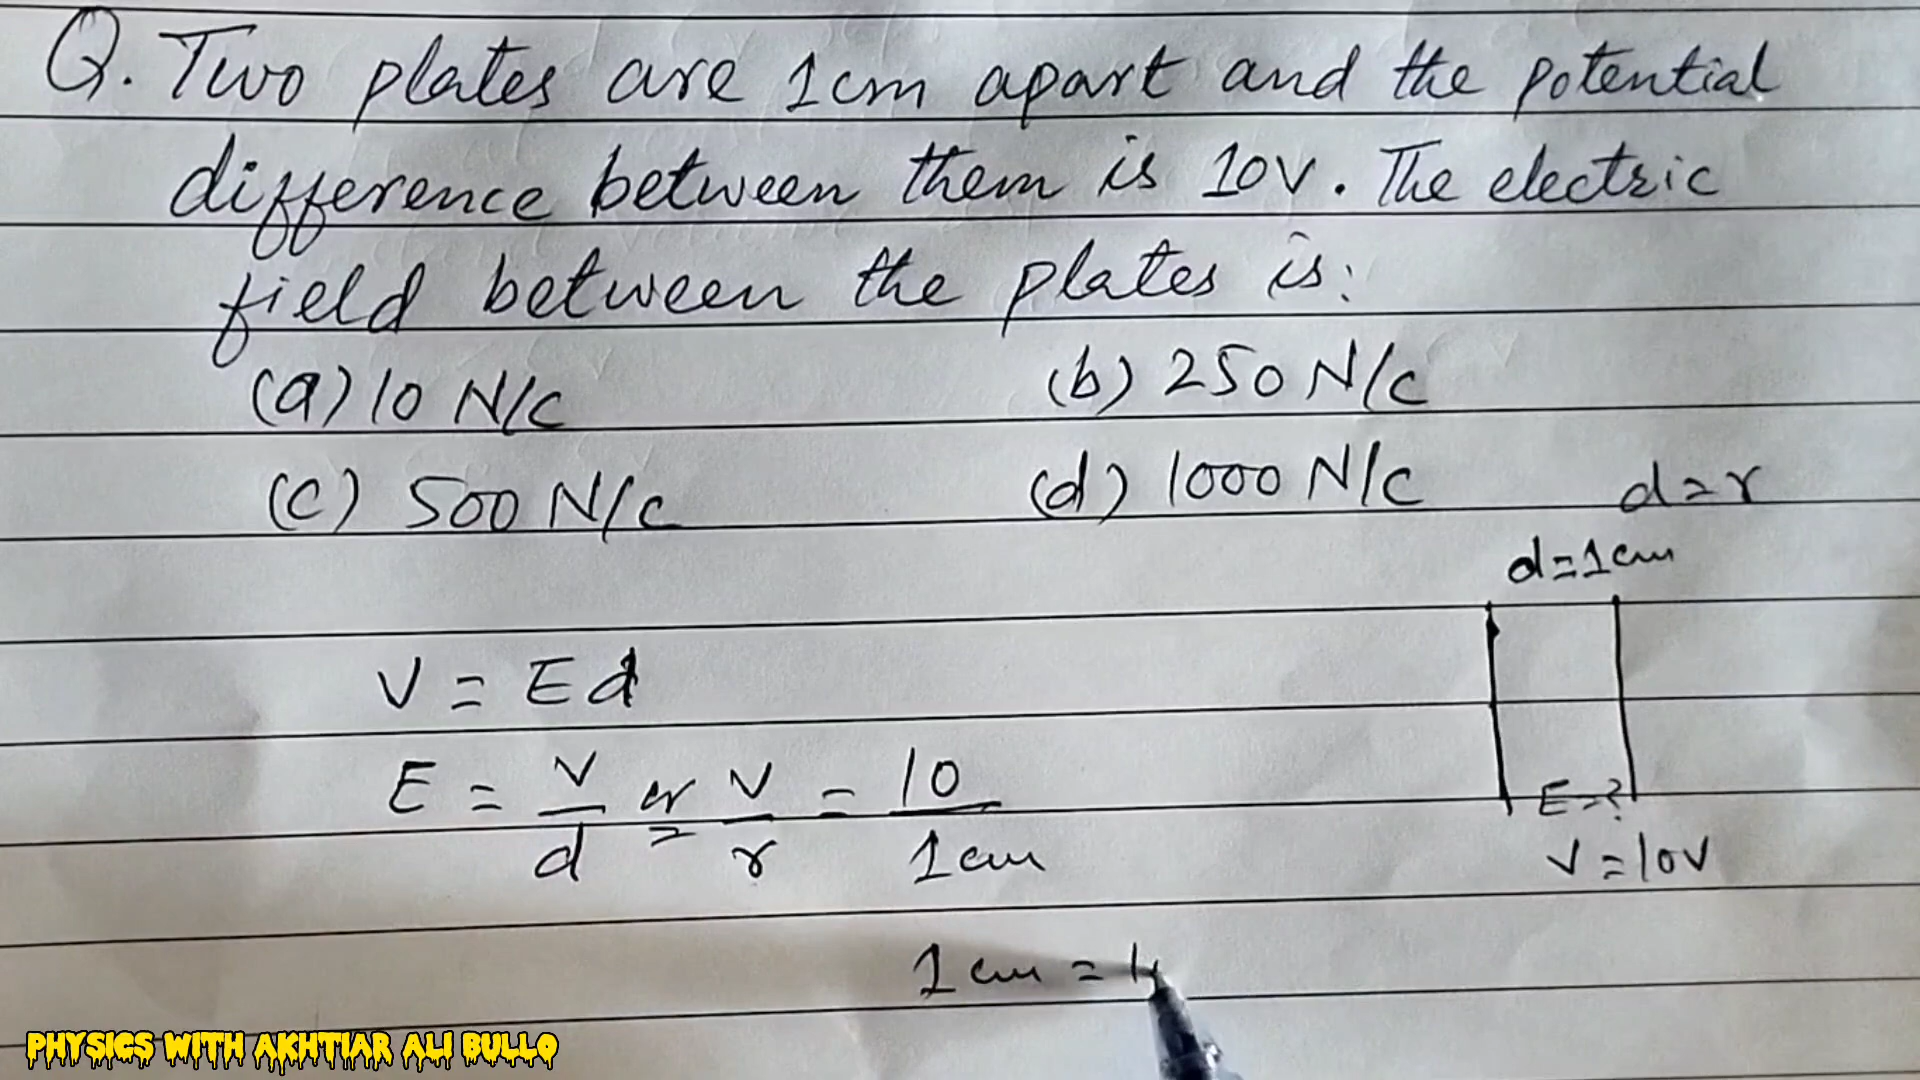 Q. Two plates are 1cm apart and the potential
difference between them is 10V. The electric
field between the plates is:
(a) 10 N/C (b) 250 N/C
(c) 500 N/C (d) 1000 N/C
d=r
d=1cm
V = Ed
E = V/d or V/r = 10/1cm
E=?
V=10V
1cm =
PHYSICS WITH AKHTIAR ALI BULLO